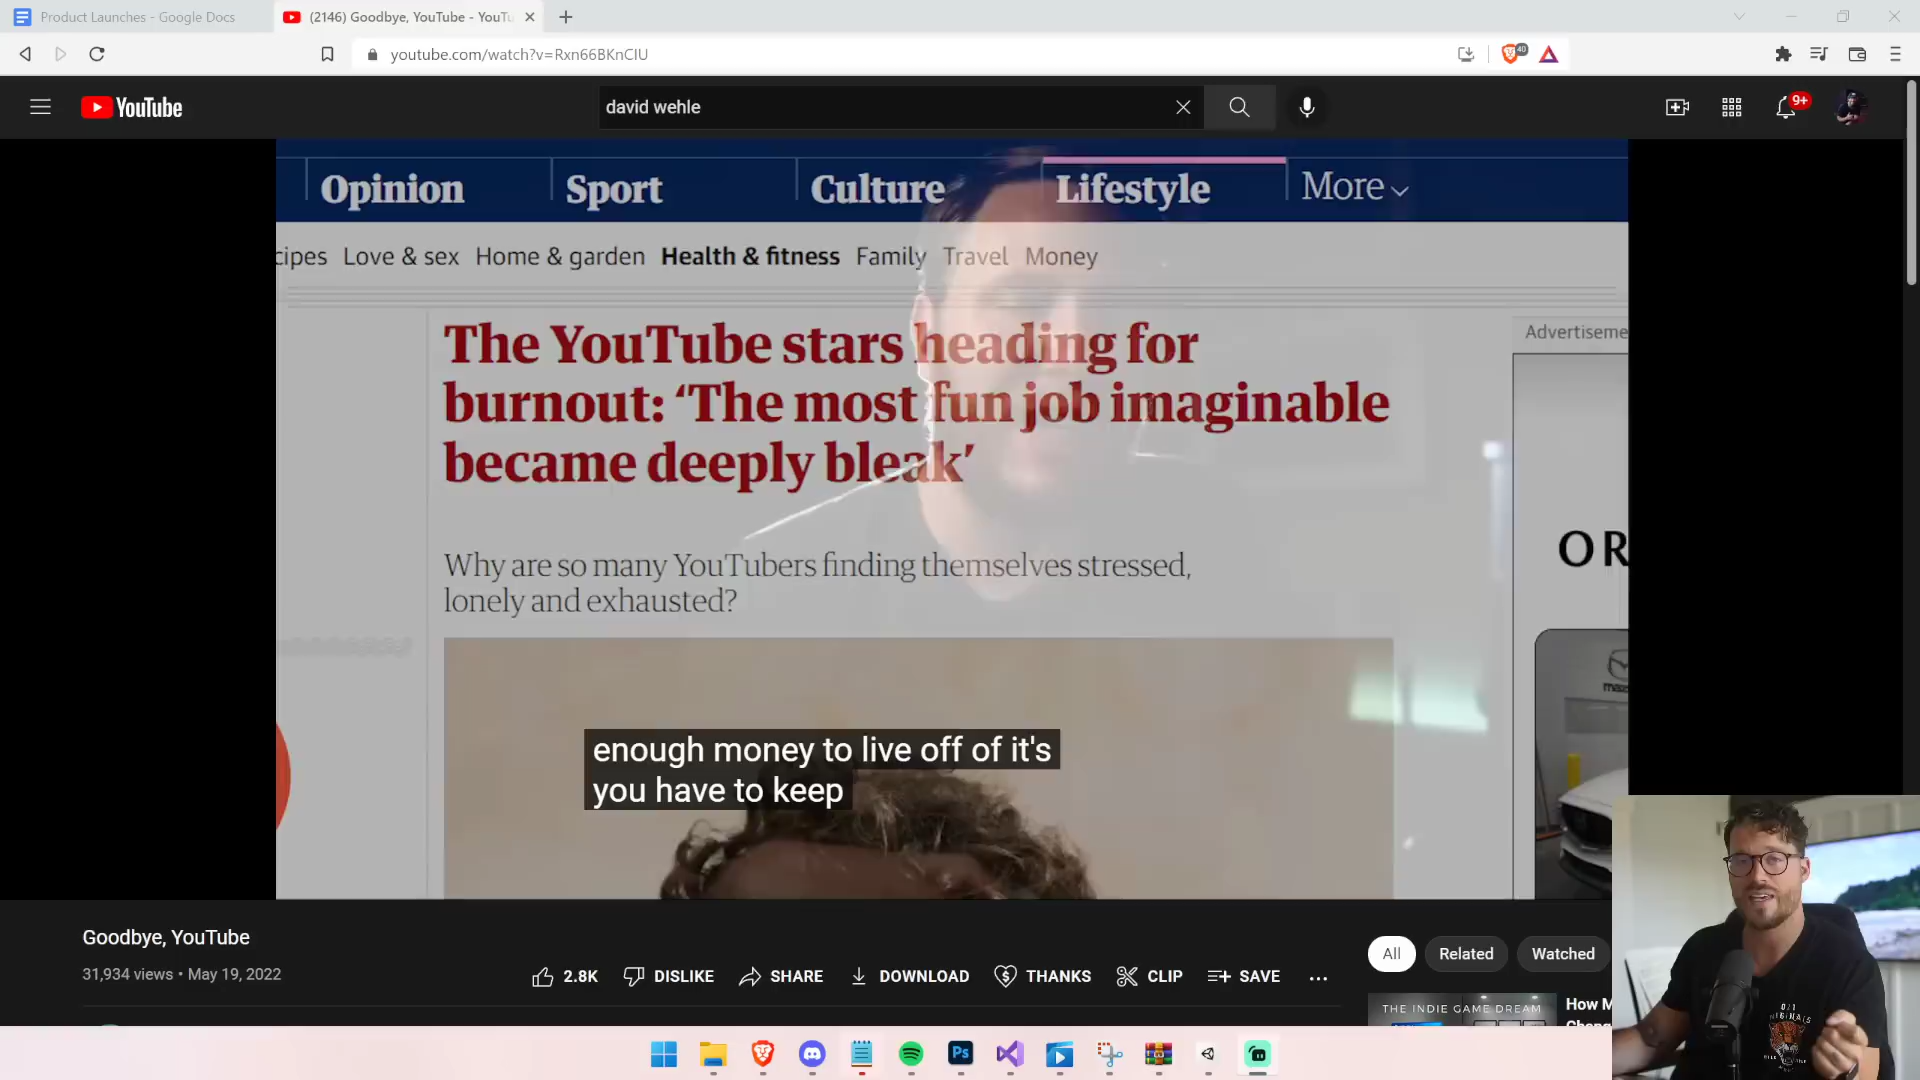 Product Launches - Google Docs
(2146) Goodbye, YouTube - YouTu
youtube.com/watch?v=Rxn66BKnCIU
40
YouTube
david wehle
9+
Opinion
Sport
Culture
Lifestyle
More
cipes
Love & sex
Home & garden
Health & fitness
Family
Travel
Money
The YouTube stars heading for
burnout: ‘The most fun job imaginable
became deeply bleak’
Advertiseme
Why are so many YouTubers finding themselves stressed,
lonely and exhausted?
OR
enough money to live off of it's
you have to keep
Goodbye, YouTube
31,934 views • May 19, 2022
2.8K
DISLIKE
SHARE
DOWNLOAD
THANKS
CLIP
SAVE
All
Related
Watched
THE INDIE GAME DREAM
How M
Ps